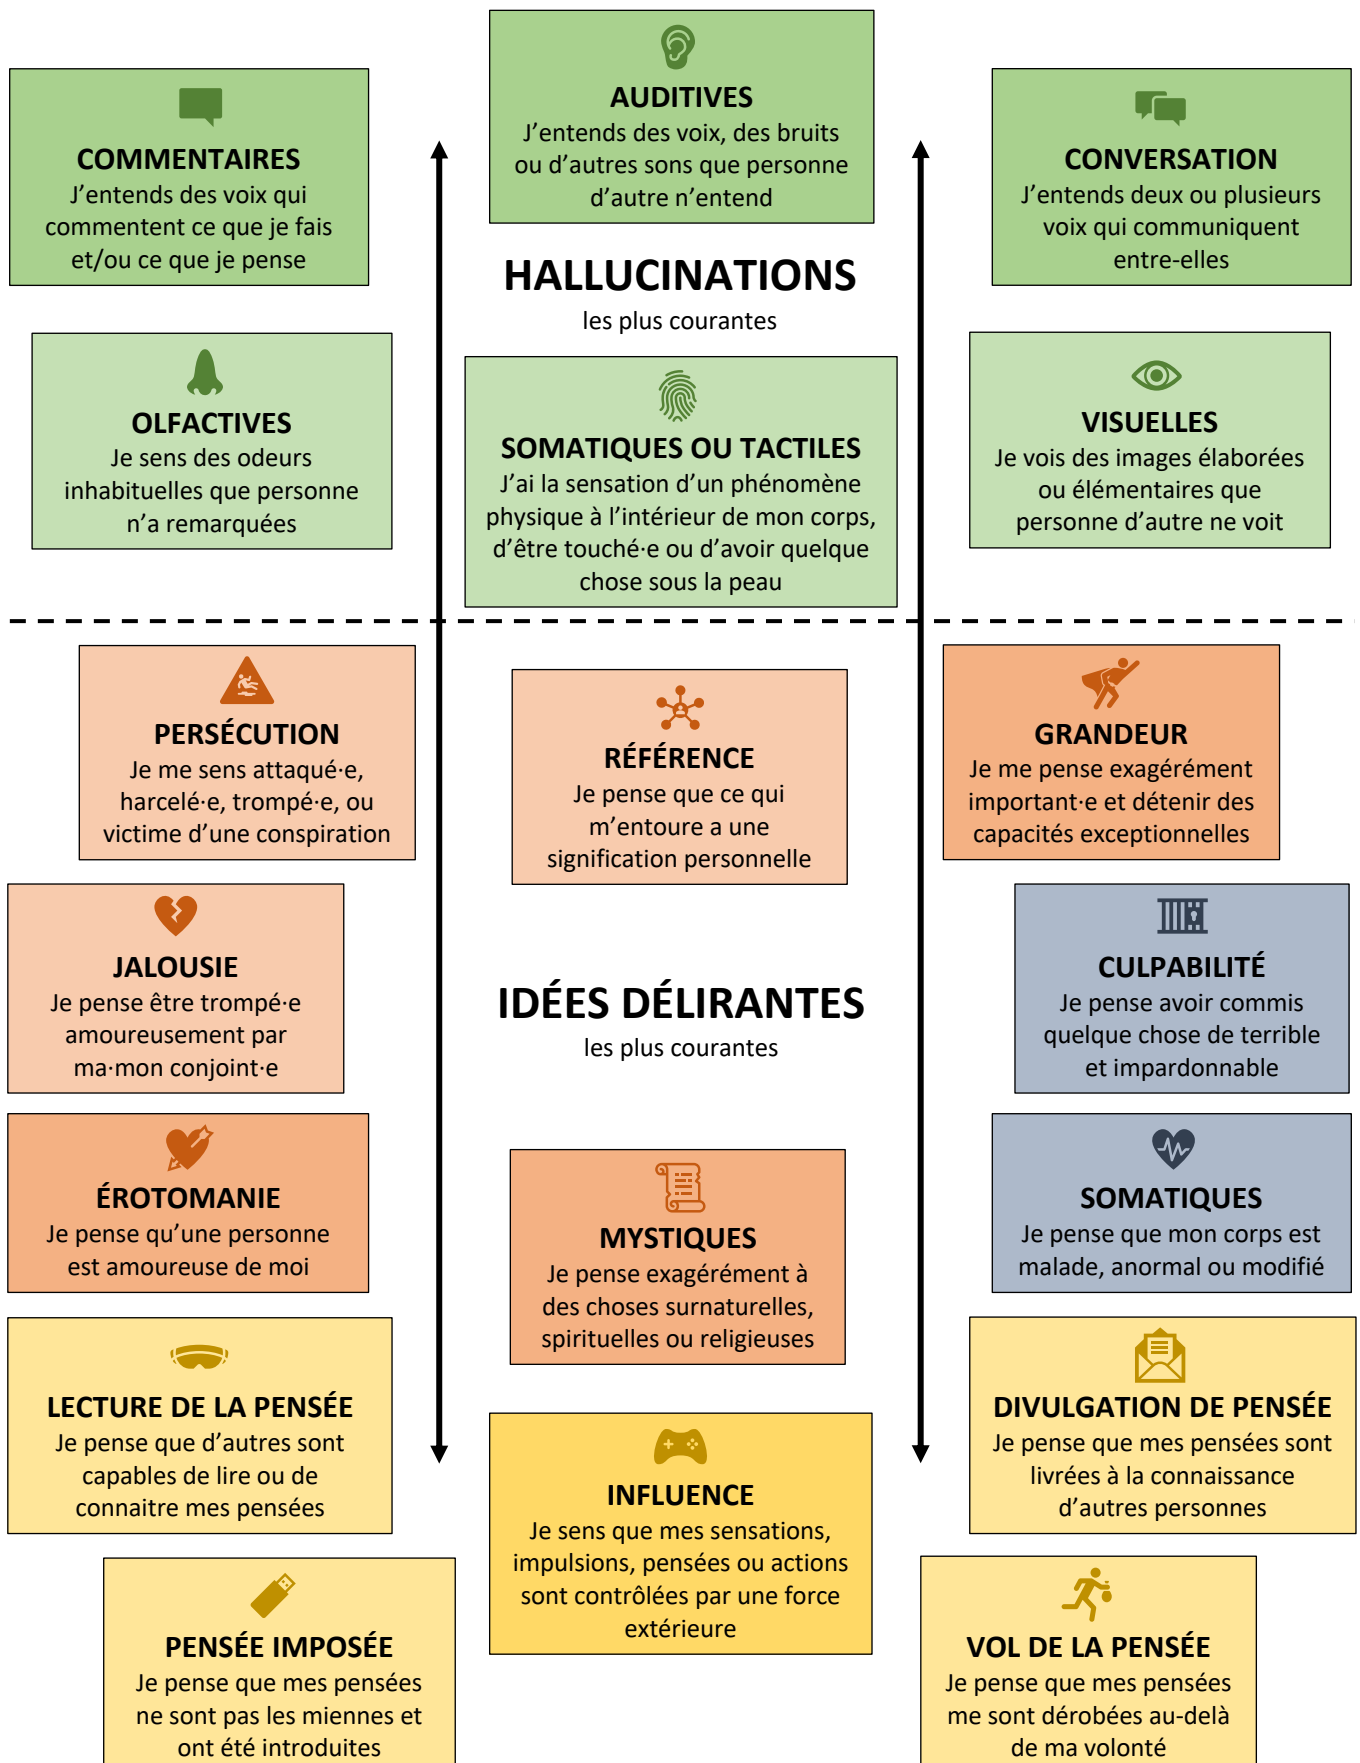 AUDITIVES
J'entends des voix, des bruits
ou d'autres sons que personne
d'autre n'entend
COMMENTAIRES
J'entends des voix qui
commentent ce que je fais
et/ou ce que je pense
CONVERSATION
J'entends deux ou plusieurs
voix qui communiquent
entre-elles
HALLUCINATIONS
les plus courantes
OLFACTIVES
Je sens des odeurs
inhabituelles que personne
n'a remarquées
SOMATIQUES OU TACTILES
J'ai la sensation d'un phénomène
physique à l'intérieur de mon corps,
d'être touché·e ou d'avoir quelque
chose sous la peau
VISUELLES
Je vois des images élaborées
ou élémentaires que
personne d'autre ne voit
PERSÉCUTION
Je me sens attaqué·e,
harcelé·e, trompé·e, ou
victime d'une conspiration
RÉFÉRENCE
Je pense que ce qui
m'entoure a une
signification personnelle
GRANDEUR
Je me pense exagérément
important·e et détenir des
capacités exceptionnelles
JALOUSIE
Je pense être trompé·e
amoureusement par
ma·mon conjoint·e
IDÉES DÉLIRANTES
les plus courantes
CULPABILITÉ
Je pense avoir commis
quelque chose de terrible
et impardonnable
ÉROTOMANIE
Je pense qu'une personne
est amoureuse de moi
MYSTIQUES
Je pense exagérément à
des choses surnaturelles,
spirituelles ou religieuses
SOMATIQUES
Je pense que mon corps est
malade, anormal ou modifié
LECTURE DE LA PENSÉE
Je pense que d'autres sont
capables de lire ou de
connaitre mes pensées
INFLUENCE
Je sens que mes sensations,
impulsions, pensées ou actions
sont contrôlées par une force
extérieure
DIVULGATION DE PENSÉE
Je pense que mes pensées sont
livrées à la connaissance
d'autres personnes
PENSÉE IMPOSÉE
Je pense que mes pensées
ne sont pas les miennes et
ont été introduites
VOL DE LA PENSÉE
Je pense que mes pensées
me sont dérobées au-delà
de ma volonté